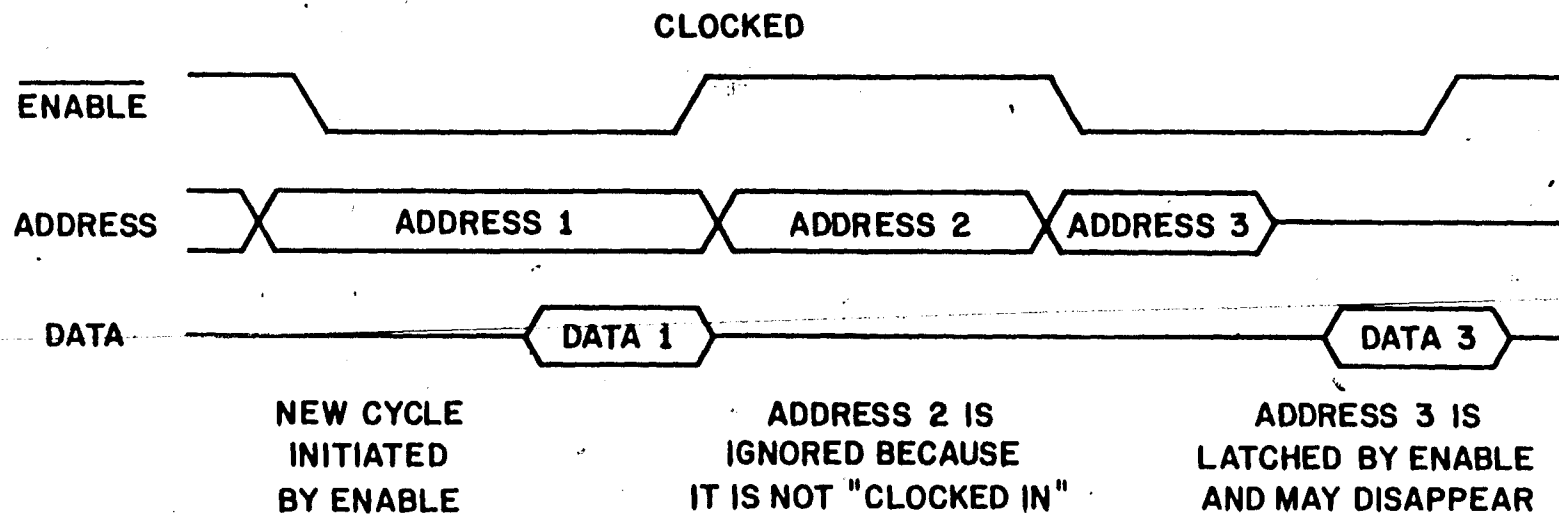 CLOCKED
ENABLE
ADDRESS
ADDRESS 1
ADDRESS 2
ADDRESS 3
DATA
DATA 1
DATA 3
NEW CYCLE
INITIATED
BY ENABLE
ADDRESS 2 IS
IGNORED BECAUSE
IT IS NOT "CLOCKED IN"
ADDRESS 3 IS
LATCHED BY ENABLE
AND MAY DISAPPEAR